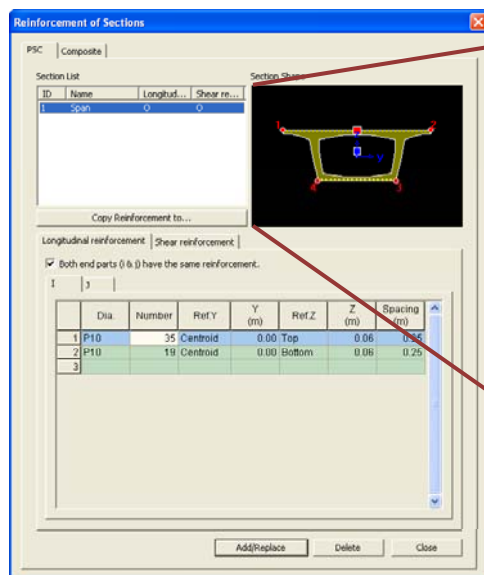 Reinforcement of Sections
PSC Composite
Section List
Section Shape
ID Name Longitud... Shear re...
1 Span O O
1 2
y
4 3
Copy Reinforcement to...
Longitudinal reinforcement Shear reinforcement
Both end parts (i & j) have the same reinforcement.
I J
Dia. Number Ref.Y Y (m) Ref.Z Z (m) Spacing (m)
1 P10 35 Centroid 0.00 Top 0.06 0.25
2 P10 19 Centroid 0.00 Bottom 0.06 0.25
3
Add/Replace Delete Close